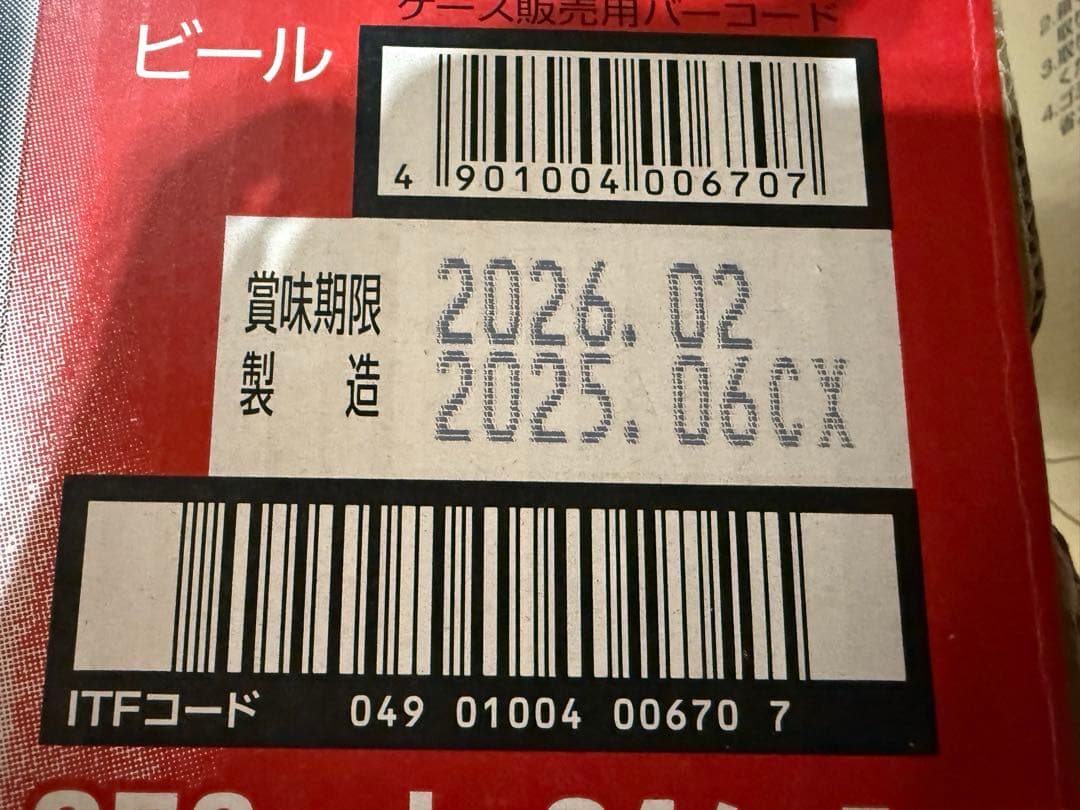 ケース販売用バーコード
ビール
4 901004 006707
賞味期限 2026.02
製造 2025.06CX
ITFコード 049 01004 00670 7